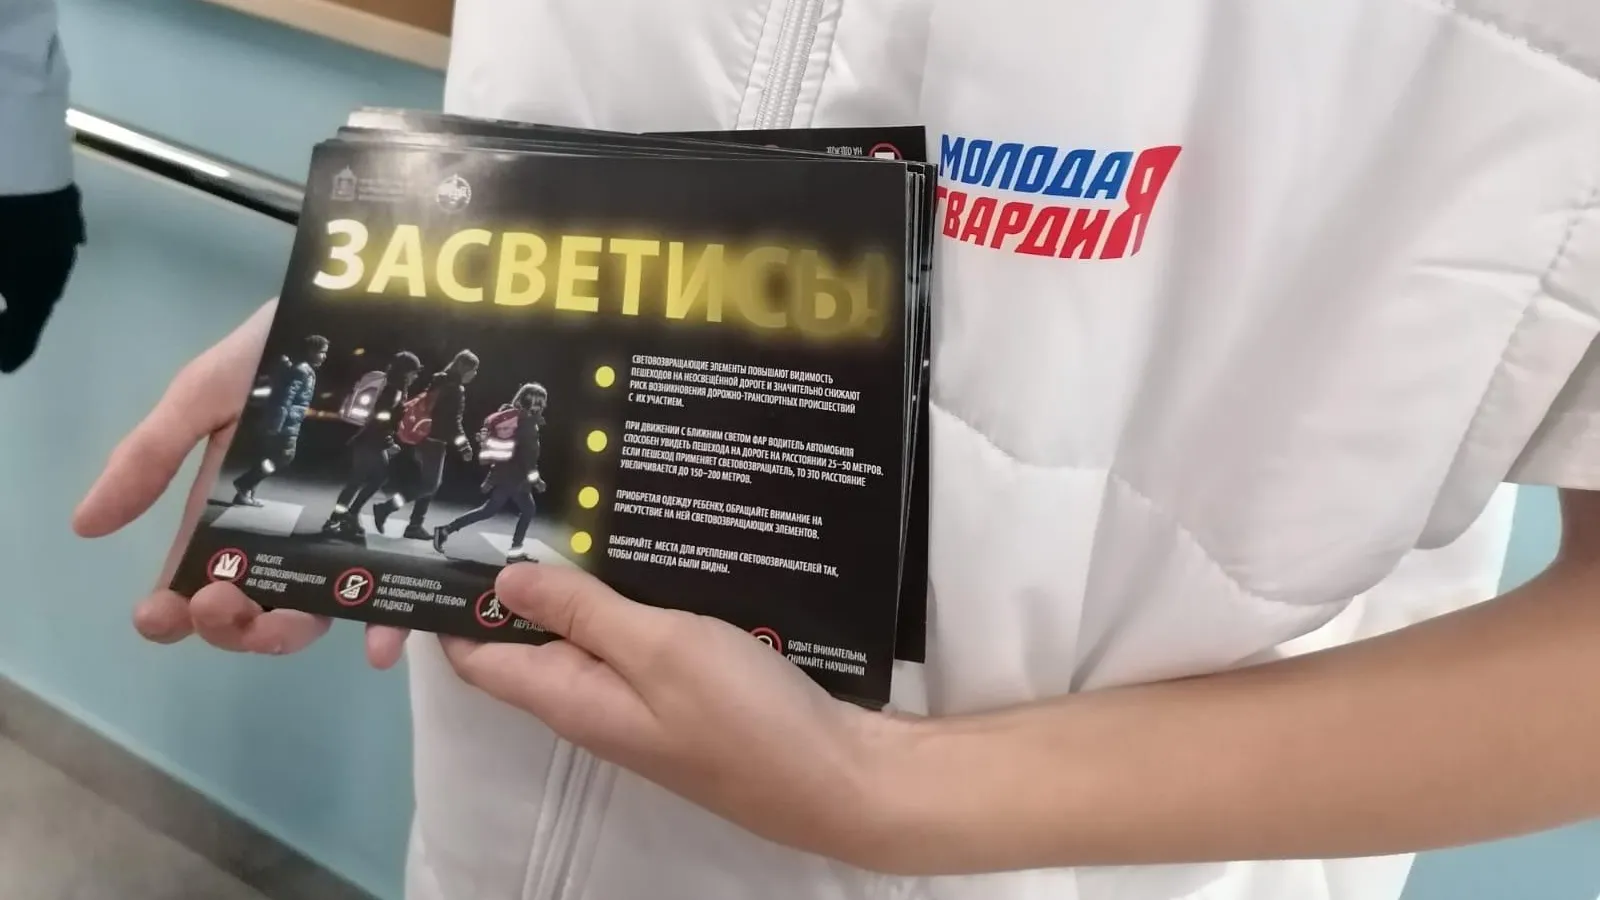 МОЛОДАЯ
ГВАРДИЯ
ЗАСВЕТИСЬ!
СВЕТОВОЗВРАЩАЮЩИЕ ЭЛЕМЕНТЫ ПОВЫШАЮТ ВИДИМОСТЬ
ПЕШЕХОДОВ НА НЕОСВЕЩЁННОЙ ДОРОГЕ И ЗНАЧИТЕЛЬНО СНИЖАЮТ
РИСК ВОЗНИКНОВЕНИЯ ДОРОЖНО-ТРАНСПОРТНЫХ ПРОИСШЕСТВИЙ
С ИХ УЧАСТИЕМ.
ПРИ ДВИЖЕНИИ С БЛИЖНИМ СВЕТОМ ФАР ВОДИТЕЛЬ АВТОМОБИЛЯ
СПОСОБЕН УВИДЕТЬ ПЕШЕХОДА НА ДОРОГЕ НА РАССТОЯНИИ 25–50 МЕТРОВ.
ЕСЛИ ПЕШЕХОД ПРИМЕНЯЕТ СВЕТОВОЗВРАЩАТЕЛЬ, ТО ЭТО РАССТОЯНИЕ
УВЕЛИЧИВАЕТСЯ ДО 150–200 МЕТРОВ.
ПРИОБРЕТАЯ ОДЕЖДУ РЕБЕНКУ, ОБРАЩАЙТЕ ВНИМАНИЕ НА
ПРИСУТСТВИЕ НА НЕЙ СВЕТОВОЗВРАЩАЮЩИХ ЭЛЕМЕНТОВ.
ВЫБИРАЙТЕ МЕСТА ДЛЯ КРЕПЛЕНИЯ СВЕТОВОЗВРАЩАТЕЛЕЙ ТАК,
ЧТОБЫ ОНИ ВСЕГДА БЫЛИ ВИДНЫ.
НОСИТЕ
СВЕТОВОЗВРАЩАТЕЛИ
НА ОДЕЖДЕ
НЕ ОТВЛЕКАЙТЕСЬ
НА МОБИЛЬНЫЙ ТЕЛЕФОН
И ГАДЖЕТЫ
БУДЬТЕ ВНИМАТЕЛЬНЫ,
СНИМАЙТЕ НАУШНИКИ
НА ОДЕЖДЕ